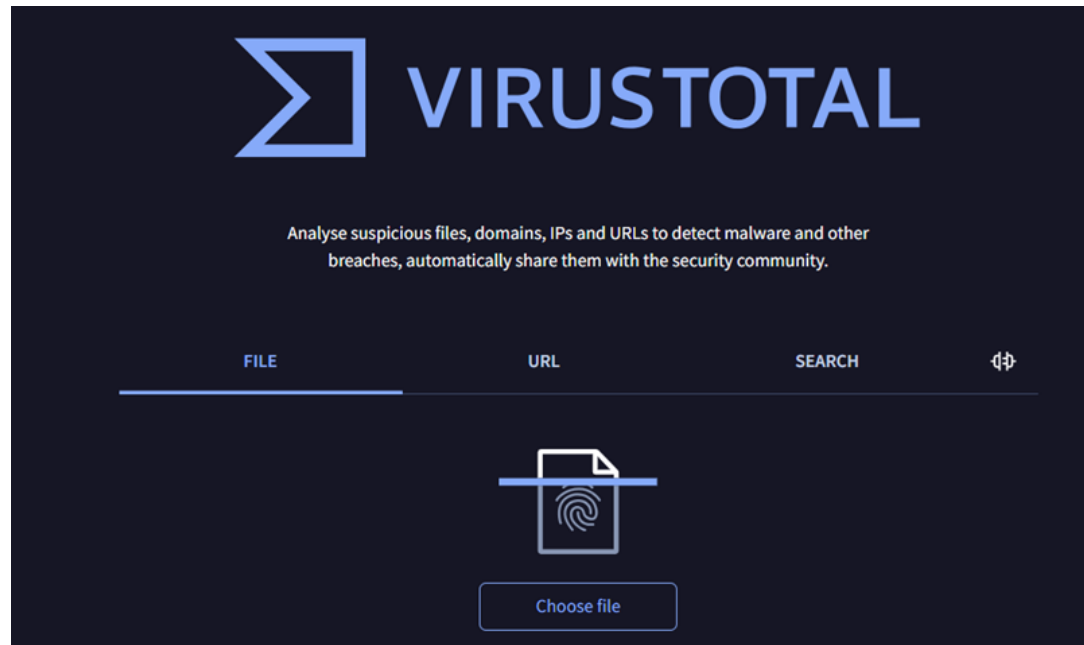 VIRUSTOTAL
Analyse suspicious files, domains, IPs and URLs to detect malware and other
breaches, automatically share them with the security community.
FILE URL SEARCH
Choose file